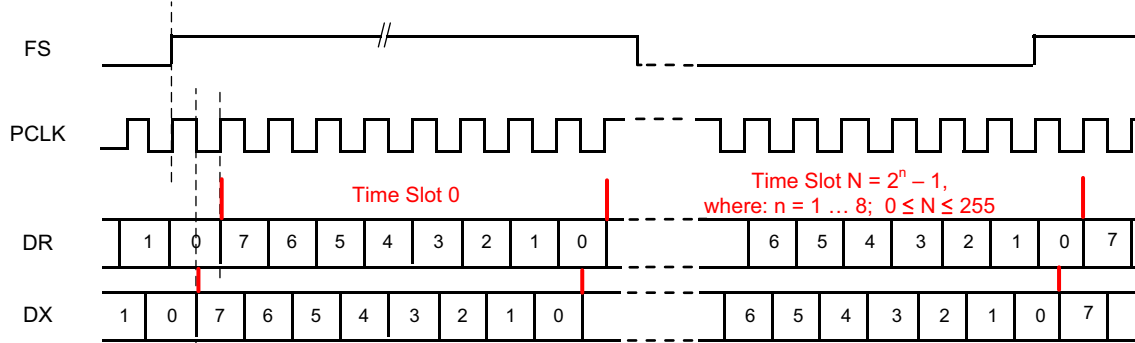 FS
PCLK
Time Slot 0
Time Slot N = 2ⁿ – 1,
where: n = 1 … 8; 0 ≤ N ≤ 255
DR 1 0 7 6 5 4 3 2 1 0 6 5 4 3 2 1 0 7
DX 1 0 7 6 5 4 3 2 1 0 6 5 4 3 2 1 0 7